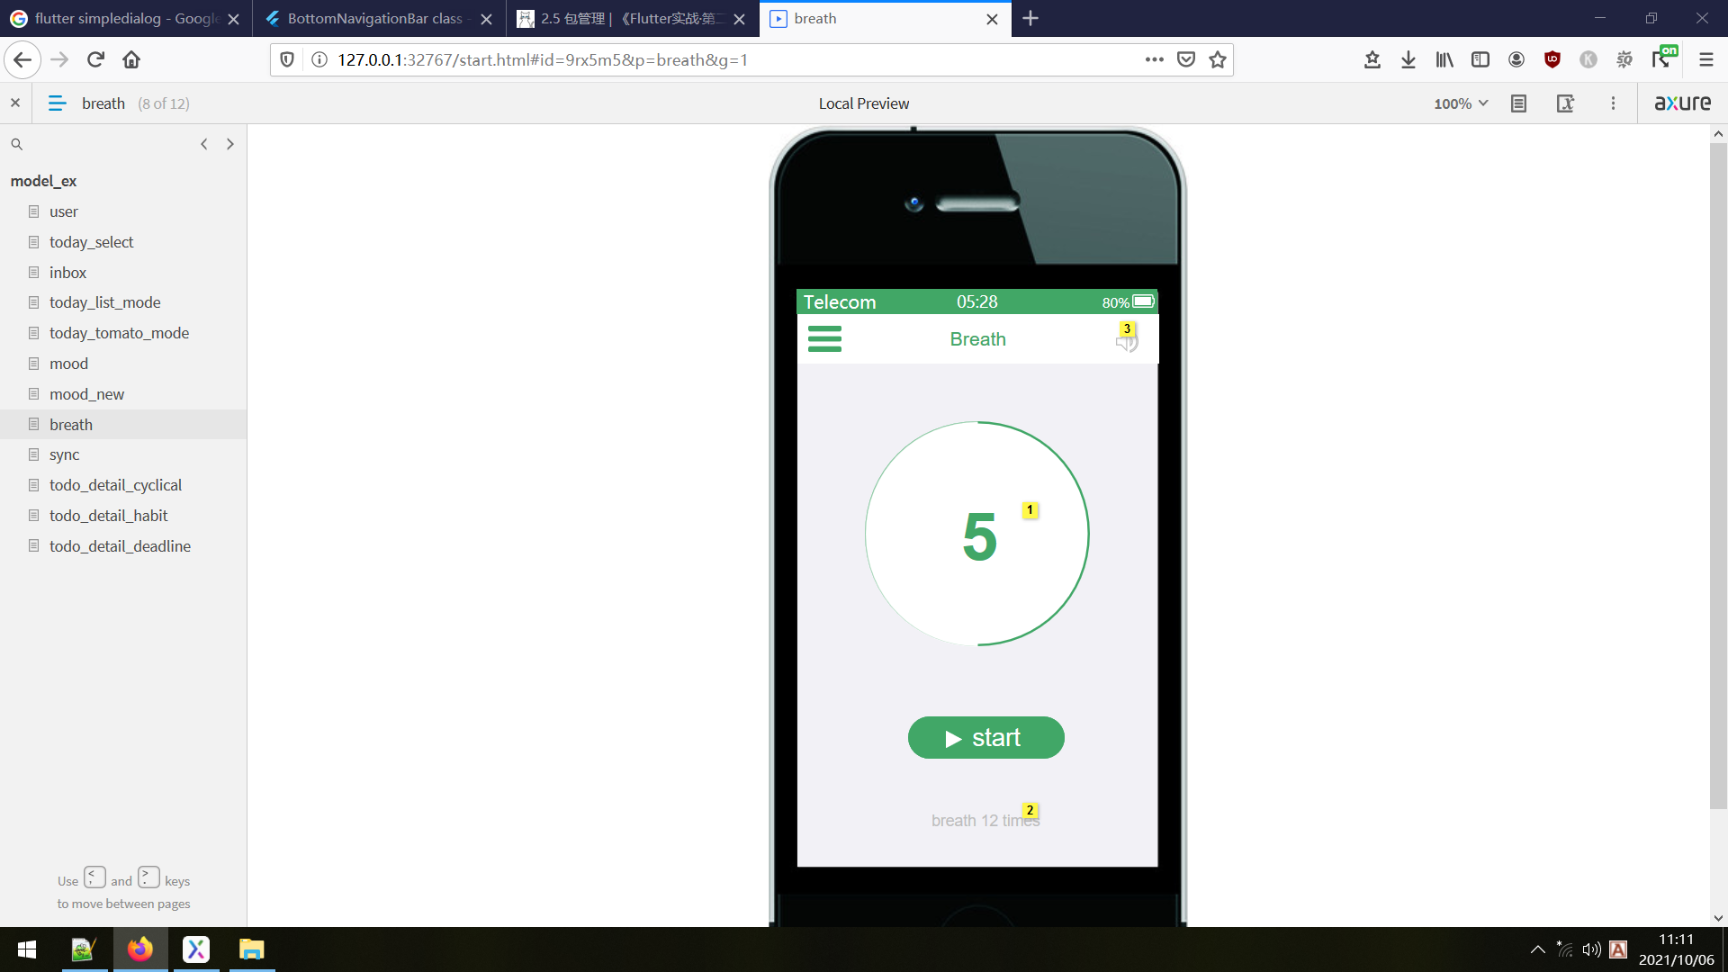 flutter simpledialog - Google
BottomNavigationBar class -
2.5 包管理 | 《Flutter实战·第二
breath
127.0.0.1:32767/start.html#id=9rx5m5&p=breath&g=1
on
breath (8 of 12)
Local Preview
100%
axure
model_ex
user
today_select
inbox
today_list_mode
today_tomato_mode
mood
mood_new
breath
sync
todo_detail_cyclical
todo_detail_habit
todo_detail_deadline
Use < , and > . keys
to move between pages
Telecom 05:28 80%
Breath
3
5
1
start
2
breath 12 times
11:11
2021/10/06